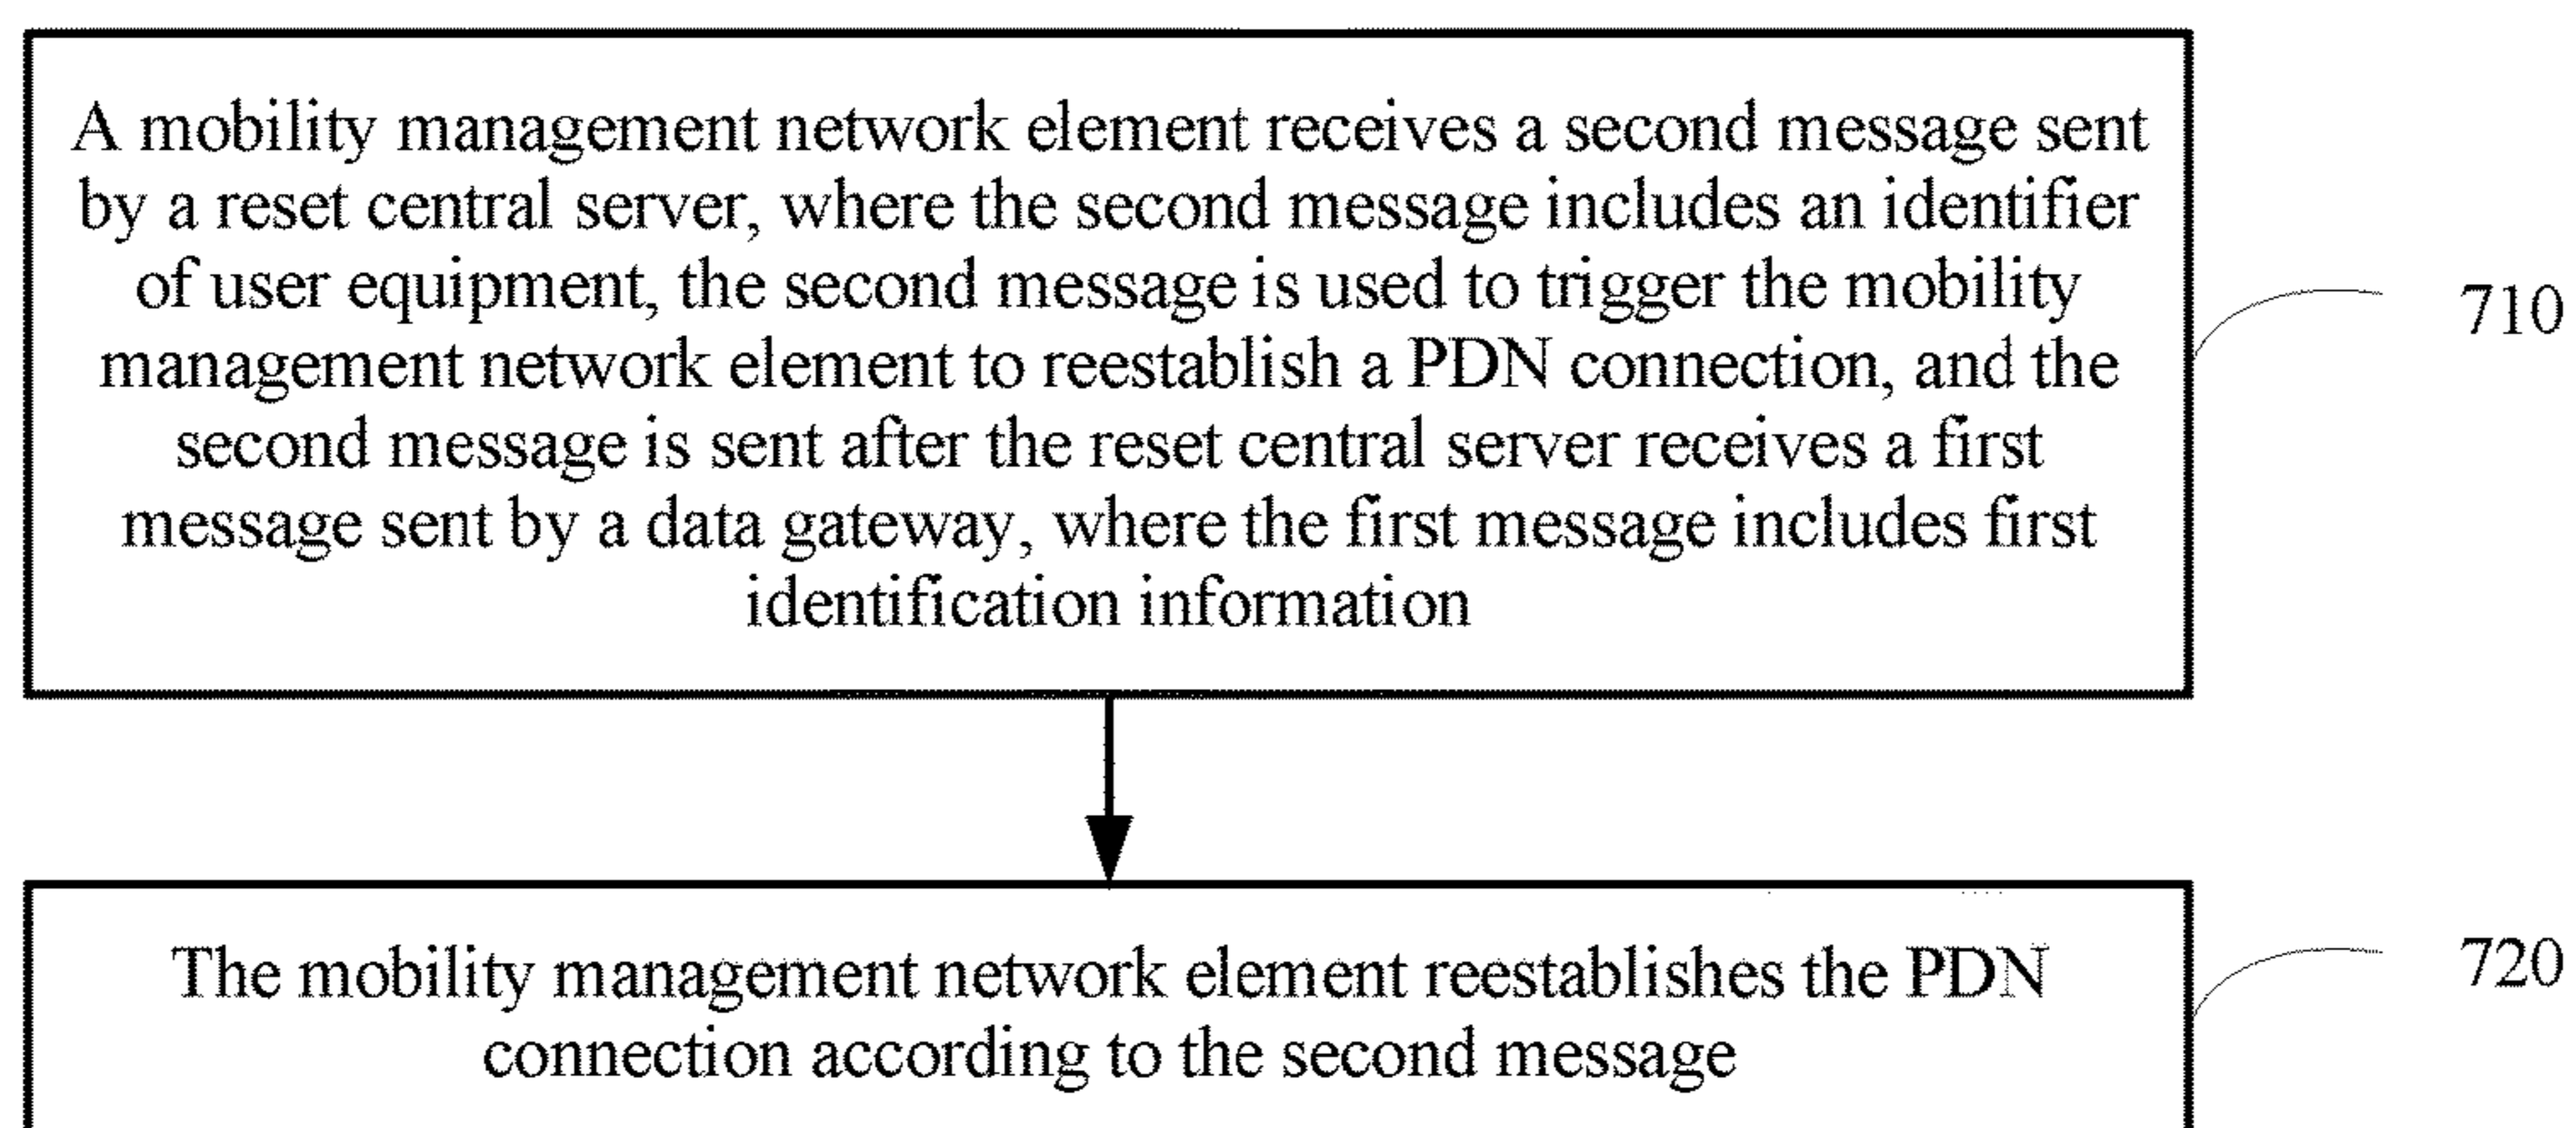 A mobility management network element receives a second message sent
by a reset central server, where the second message includes an identifier
of user equipment, the second message is used to trigger the mobility
management network element to reestablish a PDN connection, and the
second message is sent after the reset central server receives a first
message sent by a data gateway, where the first message includes first
identification information
710
The mobility management network element reestablishes the PDN
connection according to the second message
720